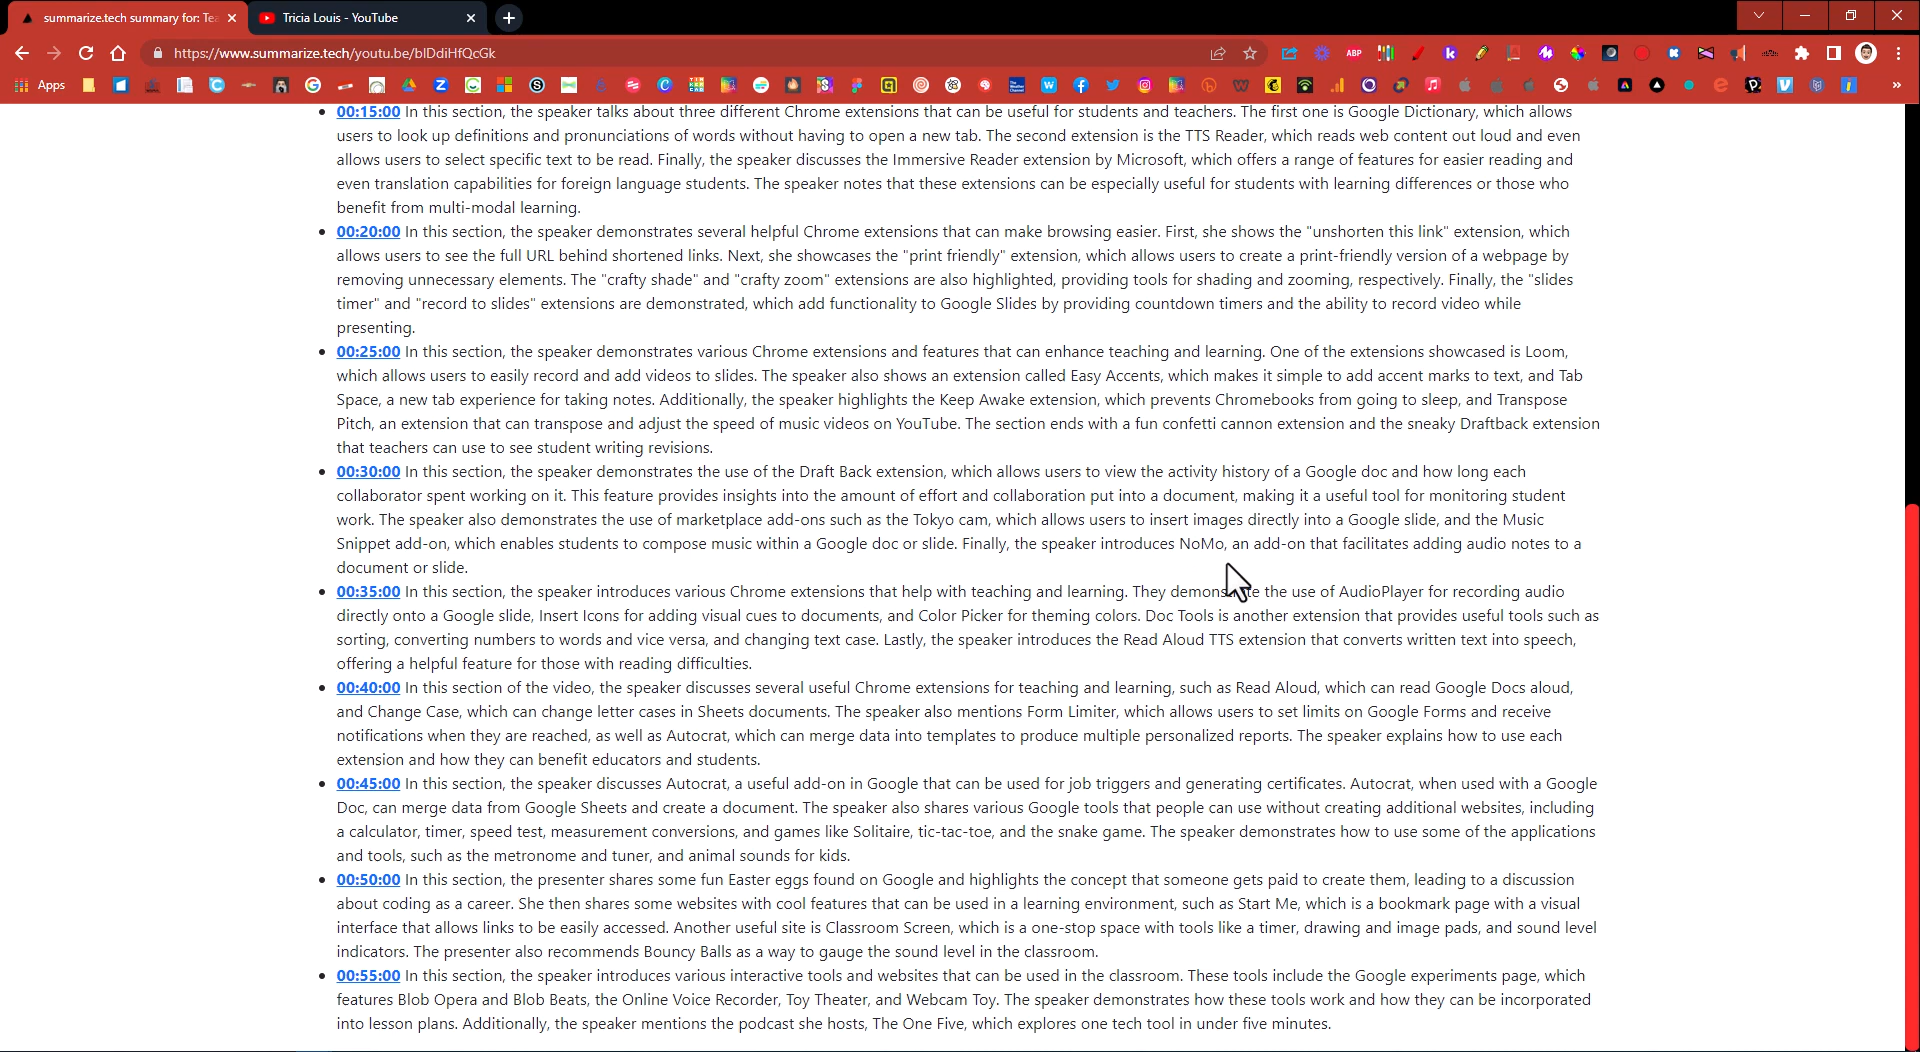 summarize.tech summary for: Tea
Tricia Louis - YouTube
https://www.summarize.tech/youtu.be/blDdiHfQcGk
ABP
Apps
00:15:00 In this section, the speaker talks about three different Chrome extensions that can be useful for students and teachers. The first one is Google Dictionary, which allows
users to look up definitions and pronunciations of words without having to open a new tab. The second extension is the TTS Reader, which reads web content out loud and even
allows users to select specific text to be read. Finally, the speaker discusses the Immersive Reader extension by Microsoft, which offers a range of features for easier reading and
even translation capabilities for foreign language students. The speaker notes that these extensions can be especially useful for students with learning differences or those who
benefit from multi-modal learning.
00:20:00 In this section, the speaker demonstrates several helpful Chrome extensions that can make browsing easier. First, she shows the "unshorten this link" extension, which
allows users to see the full URL behind shortened links. Next, she showcases the "print friendly" extension, which allows users to create a print-friendly version of a webpage by
removing unnecessary elements. The "crafty shade" and "crafty zoom" extensions are also highlighted, providing tools for shading and zooming, respectively. Finally, the "slides
timer" and "record to slides" extensions are demonstrated, which add functionality to Google Slides by providing countdown timers and the ability to record video while
presenting.
00:25:00 In this section, the speaker demonstrates various Chrome extensions and features that can enhance teaching and learning. One of the extensions showcased is Loom,
which allows users to easily record and add videos to slides. The speaker also shows an extension called Easy Accents, which makes it simple to add accent marks to text, and Tab
Space, a new tab experience for taking notes. Additionally, the speaker highlights the Keep Awake extension, which prevents Chromebooks from going to sleep, and Transpose
Pitch, an extension that can transpose and adjust the speed of music videos on YouTube. The section ends with a fun confetti cannon extension and the sneaky Draftback extension
that teachers can use to see student writing revisions.
00:30:00 In this section, the speaker demonstrates the use of the Draft Back extension, which allows users to view the activity history of a Google doc and how long each
collaborator spent working on it. This feature provides insights into the amount of effort and collaboration put into a document, making it a useful tool for monitoring student
work. The speaker also demonstrates the use of marketplace add-ons such as the Tokyo cam, which allows users to insert images directly into a Google slide, and the Music
Snippet add-on, which enables students to compose music within a Google doc or slide. Finally, the speaker introduces NoMo, an add-on that facilitates adding audio notes to a
document or slide.
00:35:00 In this section, the speaker introduces various Chrome extensions that help with teaching and learning. They demons e the use of AudioPlayer for recording audio
directly onto a Google slide, Insert Icons for adding visual cues to documents, and Color Picker for theming colors. Doc Tools is another extension that provides useful tools such as
sorting, converting numbers to words and vice versa, and changing text case. Lastly, the speaker introduces the Read Aloud TTS extension that converts written text into speech,
offering a helpful feature for those with reading difficulties.
00:40:00 In this section of the video, the speaker discusses several useful Chrome extensions for teaching and learning, such as Read Aloud, which can read Google Docs aloud,
and Change Case, which can change letter cases in Sheets documents. The speaker also mentions Form Limiter, which allows users to set limits on Google Forms and receive
notifications when they are reached, as well as Autocrat, which can merge data into templates to produce multiple personalized reports. The speaker explains how to use each
extension and how they can benefit educators and students.
00:45:00 In this section, the speaker discusses Autocrat, a useful add-on in Google that can be used for job triggers and generating certificates. Autocrat, when used with a Google
Doc, can merge data from Google Sheets and create a document. The speaker also shares various Google tools that people can use without creating additional websites, including
a calculator, timer, speed test, measurement conversions, and games like Solitaire, tic-tac-toe, and the snake game. The speaker demonstrates how to use some of the applications
and tools, such as the metronome and tuner, and animal sounds for kids.
00:50:00 In this section, the presenter shares some fun Easter eggs found on Google and highlights the concept that someone gets paid to create them, leading to a discussion
about coding as a career. She then shares some websites with cool features that can be used in a learning environment, such as Start Me, which is a bookmark page with a visual
interface that allows links to be easily accessed. Another useful site is Classroom Screen, which is a one-stop space with tools like a timer, drawing and image pads, and sound level
indicators. The presenter also recommends Bouncy Balls as a way to gauge the sound level in the classroom.
00:55:00 In this section, the speaker introduces various interactive tools and websites that can be used in the classroom. These tools include the Google experiments page, which
features Blob Opera and Blob Beats, the Online Voice Recorder, Toy Theater, and Webcam Toy. The speaker demonstrates how these tools work and how they can be incorporated
into lesson plans. Additionally, the speaker mentions the podcast she hosts, The One Five, which explores one tech tool in under five minutes.